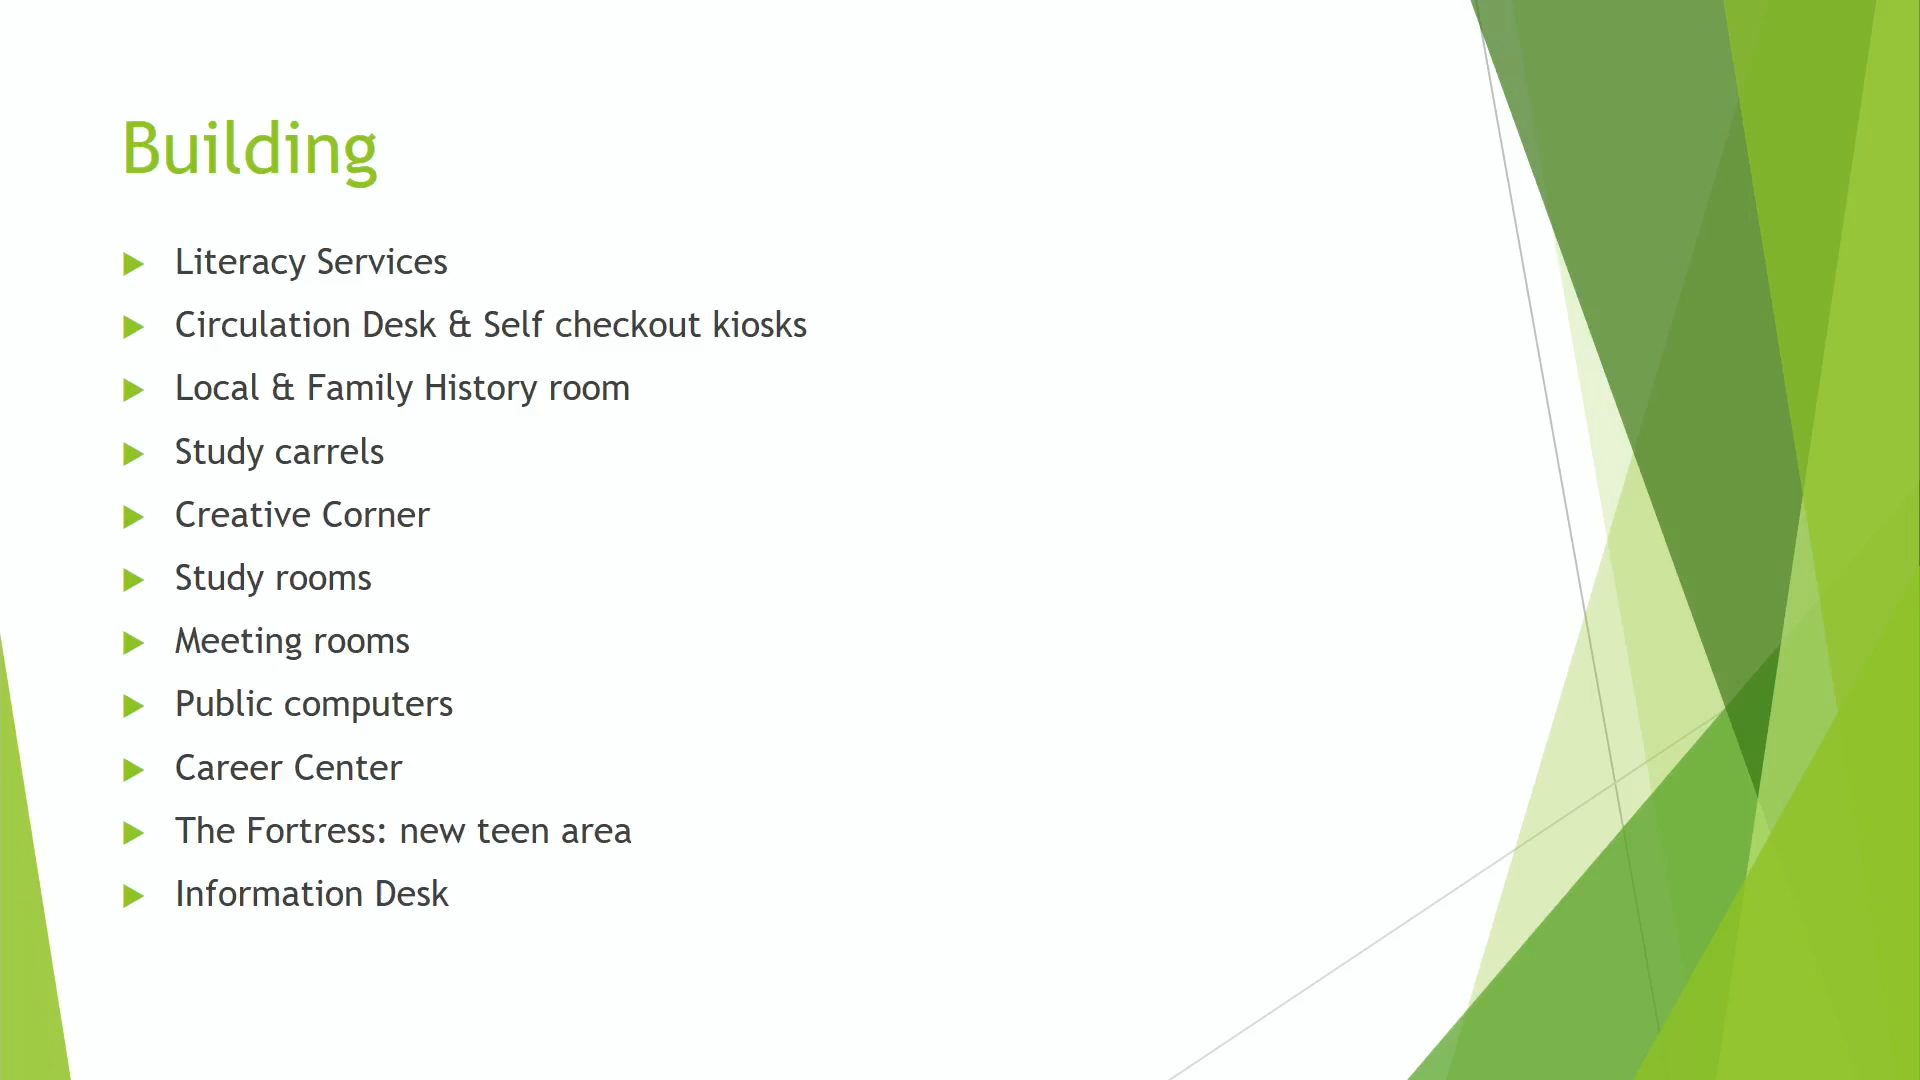 Building
Literacy Services
Circulation Desk & Self checkout kiosks
Local & Family History room
Study carrels
Creative Corner
Study rooms
Meeting rooms
Public computers
Career Center
The Fortress: new teen area
Information Desk